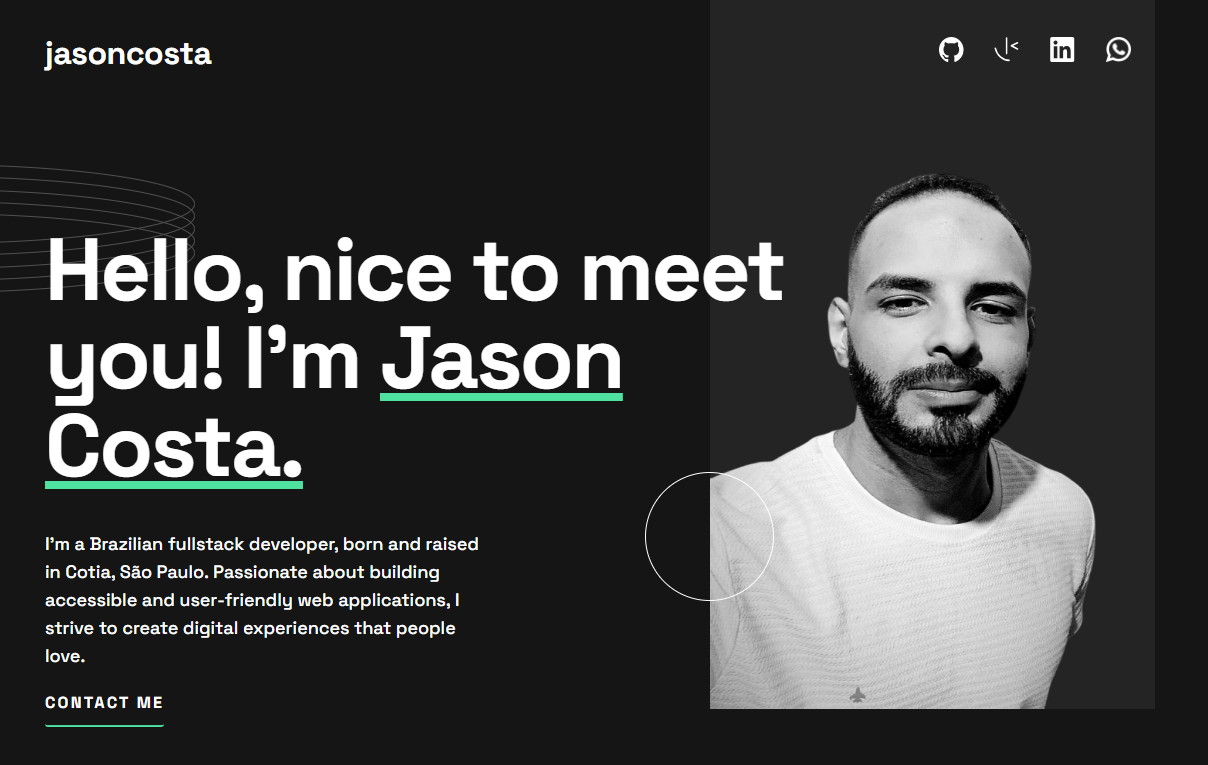 jasoncosta
Hello, nice to meet
you! I’m Jason
Costa.
I’m a Brazilian fullstack developer, born and raised
in Cotia, São Paulo. Passionate about building
accessible and user-friendly web applications, I
strive to create digital experiences that people
love.
CONTACT ME